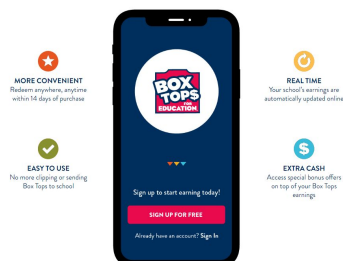 MORE CONVENIENT
Redeem anywhere, anytime
within 14 days of purchase
EASY TO USE
No more clipping or sending
Box Tops to school
BOX
TOPS
FOR
EDUCATION
Sign up to start earning today!
SIGN UP FOR FREE
Already have an account? Sign In
REAL TIME
Your school's earnings are
automatically updated online
$
EXTRA CASH
Access special bonus offers
on top of your Box Tops
earnings